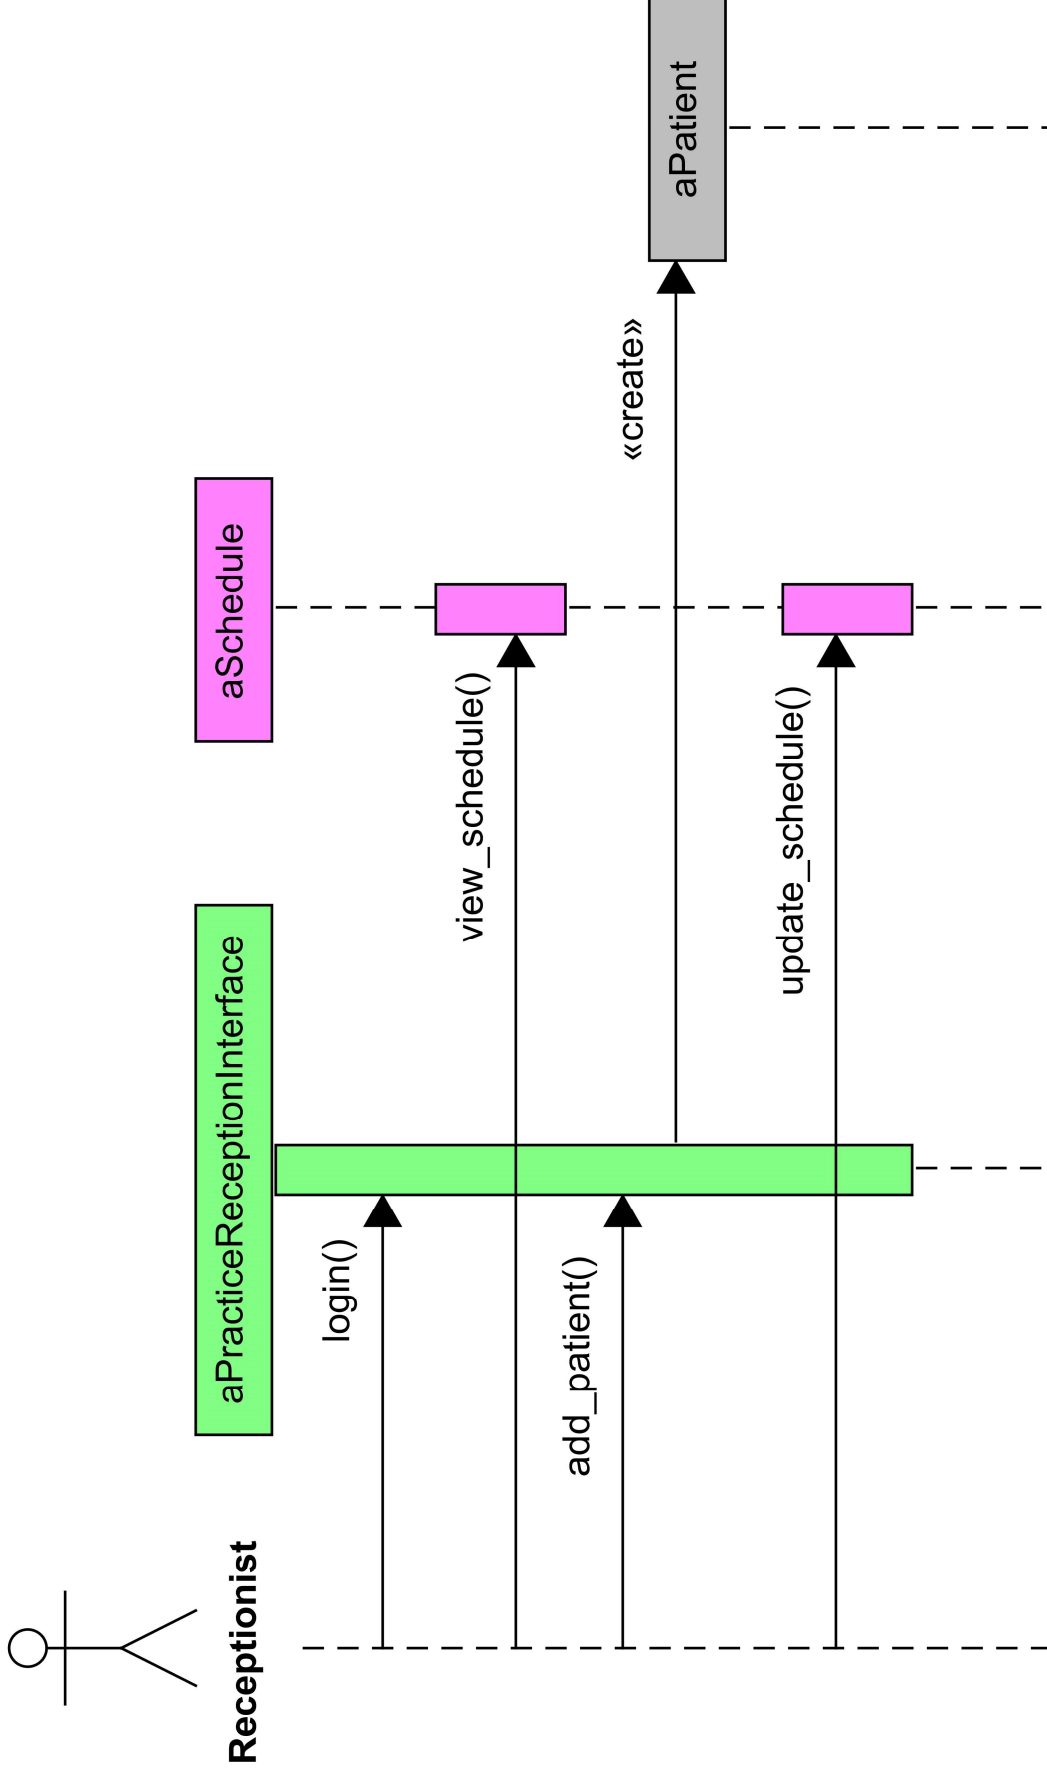 Receptionist
aPracticeReceptionInterface
aSchedule
login()
view_schedule()
add_patient()
«create»
aPatient
update_schedule()